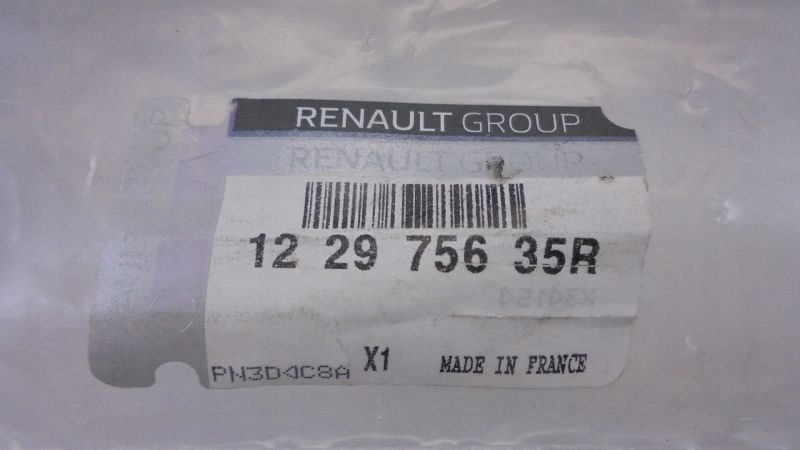 RENAULT GROUP
RENAULT GROUP
12 29 756 35R
PN3D4C8A X1 MADE IN FRANCE